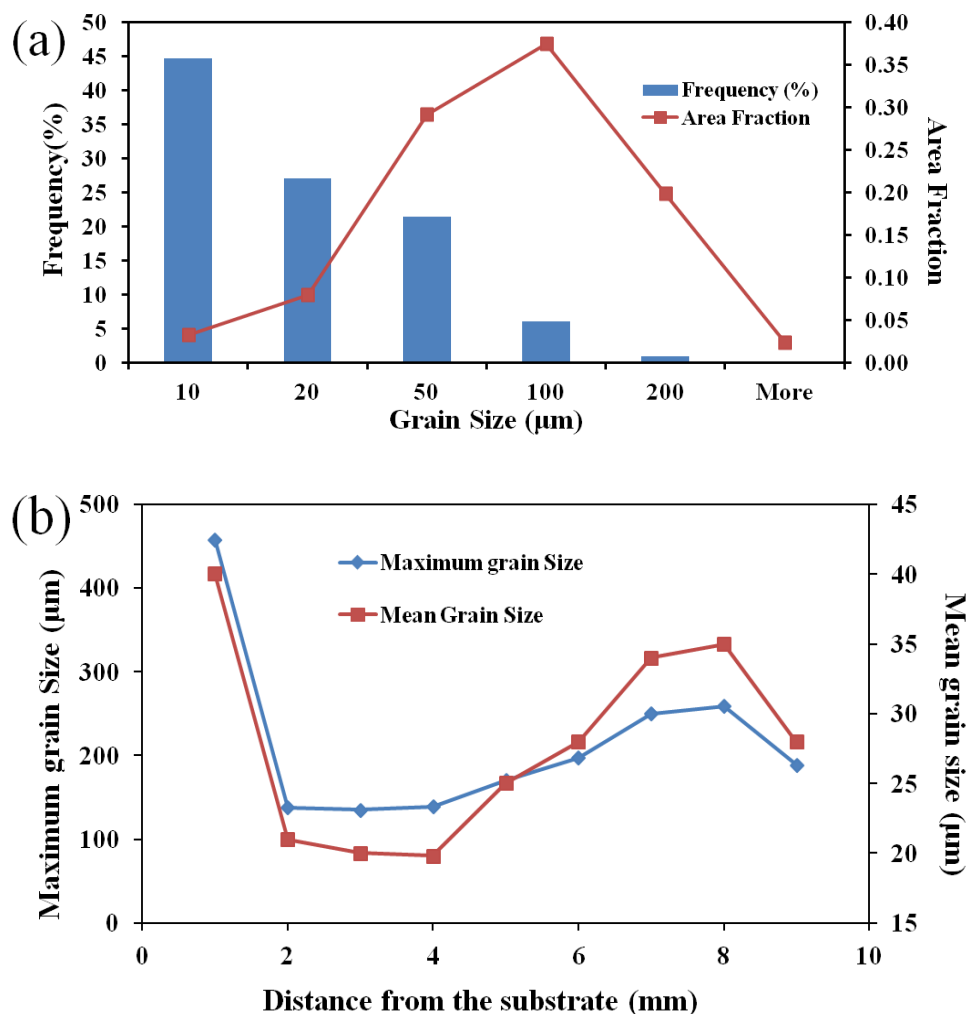 (a)
50
45
40
35
30
25
20
15
10
5
0
Frequency(%)
0.40
0.35
0.30
0.25
0.20
0.15
0.10
0.05
0.00
Area Fraction
Frequency (%)
Area Fraction
10 20 50 100 200 More
Grain Size (μm)
(b)
500
400
300
200
100
0
Maximum grain Size (μm)
45
40
35
30
25
20
15
Mean grain size (μm)
Maximum grain Size
Mean Grain Size
0 2 4 6 8 10
Distance from the substrate (mm)